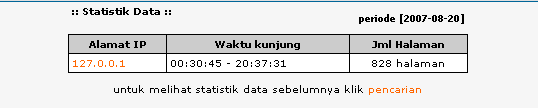 :: Statistik Data ::
periode [2007-08-20]
Alamat IP Waktu kunjung Jml Halaman
127.0.0.1 00:30:45 - 20:37:31 828 halaman
untuk melihat statistik data sebelumnya klik pencarian